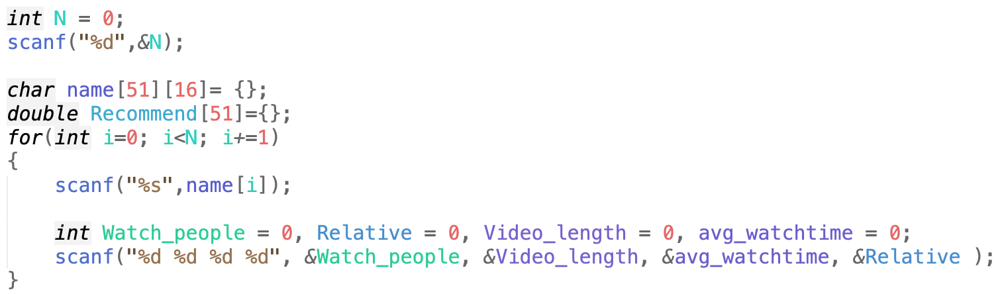 int N = 0;
scanf("%d",&N);
char name[51][16]= {};
double Recommend[51]={};
for(int i=0; i<N; i+=1)
{
scanf("%s",name[i]);
int Watch_people = 0, Relative = 0, Video_length = 0, avg_watchtime = 0;
scanf("%d %d %d %d", &Watch_people, &Video_length, &avg_watchtime, &Relative );
}